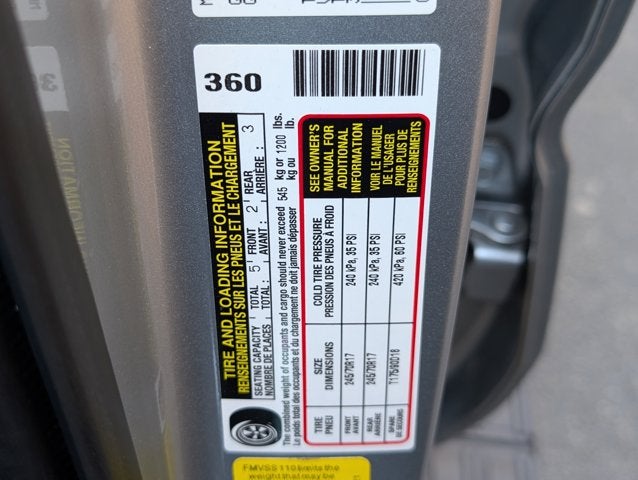 360
TIRE AND LOADING INFORMATION
RENSEIGNEMENTS SUR LES PNEUS ET LE CHARGEMENT
SEATING CAPACITY TOTAL 5 FRONT 2 REAR 3
NOMBRE DE PLACES TOTAL : AVANT : ARRIÈRE :
The combined weight of occupants and cargo should never exceed 545 kg or 1200 lbs.
Le poids total des occupants et du chargement ne doit jamais dépasser kg ou lb.
TIRE
PNEU
SIZE
DIMENSIONS
COLD TIRE PRESSURE
PRESSION DES PNEUS À FROID
SEE OWNER'S
MANUAL FOR
ADDITIONAL
INFORMATION
VOIR LE MANUEL
DE L'USAGER
POUR PLUS DE
RENSEIGNEMENTS
FRONT
AVANT
245/70R17
240 kPa, 35 PSI
REAR
ARRIÈRE
245/70R17
240 kPa, 35 PSI
SPARE
DE SECOURS
T175/90D18
420 kPa, 60 PSI
FMVSS 110 limits the
weight that may be